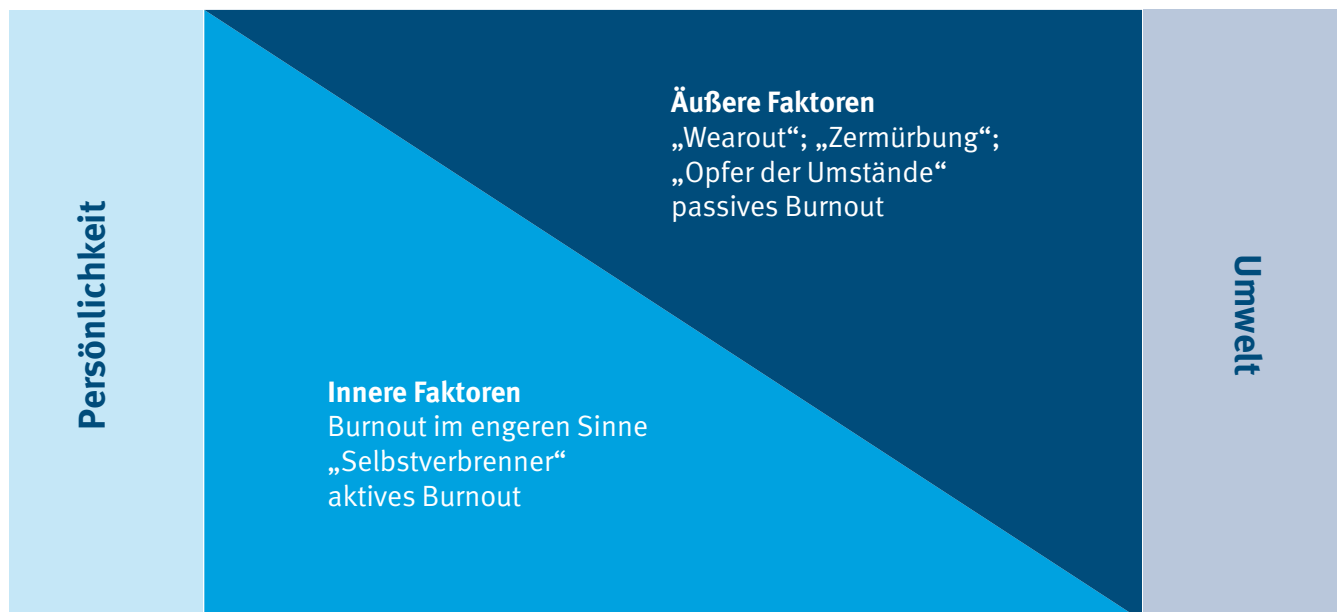 Persönlichkeit
Äußere Faktoren
„Wearout“; „Zermürbung“;
„Opfer der Umstände“
passives Burnout
Innere Faktoren
Burnout im engeren Sinne
„Selbstverbrenner“
aktives Burnout
Umwelt